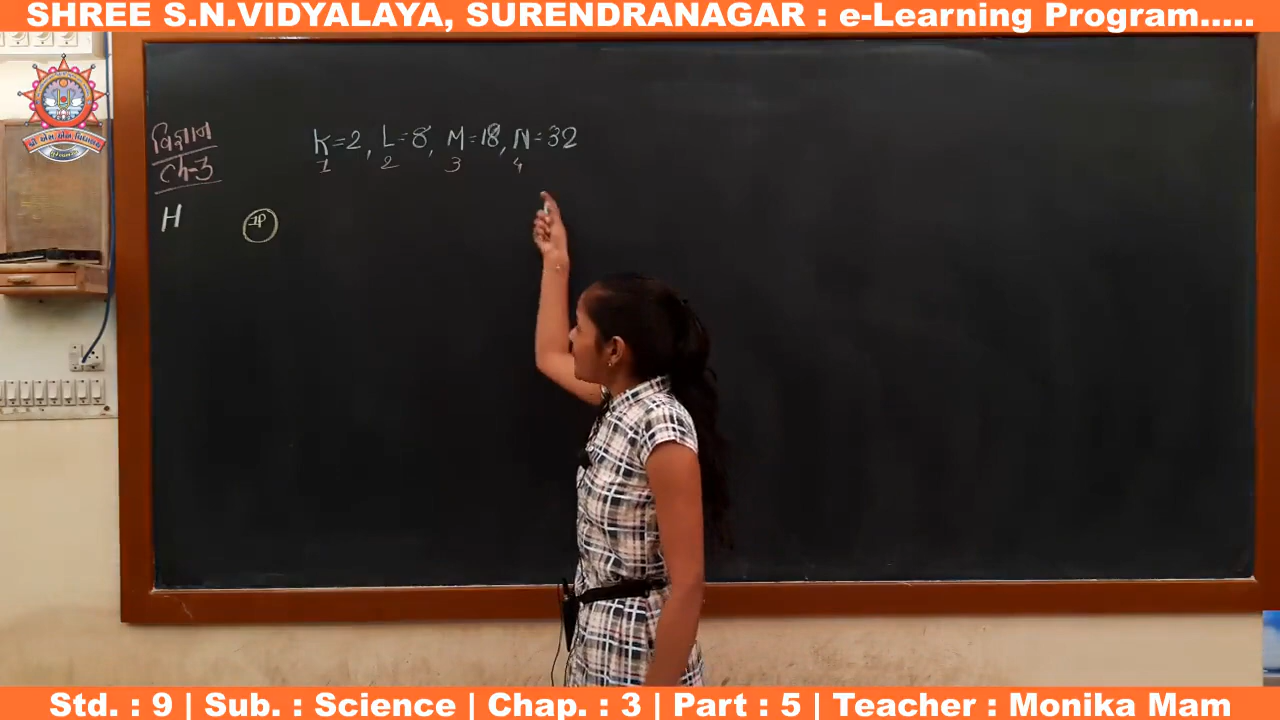 SHREE S.N.VIDYALAYA, SURENDRANAGAR : e-Learning Program.....
विज्ञान
Ch-3
K=2, L=8, M=18, N=32
1 2 3 4
H
1P
Std. : 9 | Sub. : Science | Chap. : 3 | Part : 5 | Teacher : Monika Mam